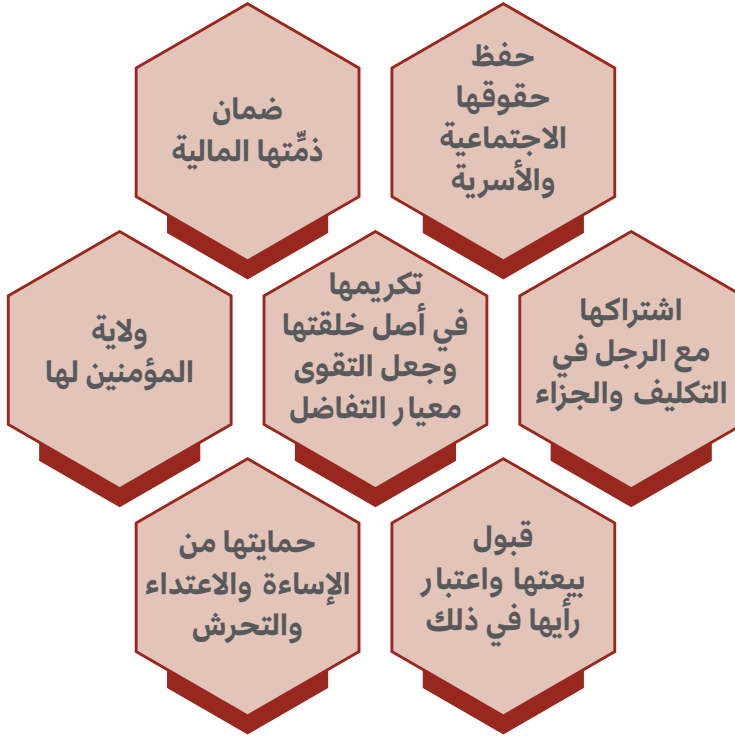 حفظ
حقوقها
الاجتماعية
والأسرية
ضمان
ذمِّتها المالية
اشتراكها
مع الرجل في
التكليف والجزاء
تكريمها
في أصل خلقتها
وجعل التقوى
معيار التفاضل
ولاية
المؤمنين لها
قبول
بيعتها واعتبار
رأيها في ذلك
حمايتها من
الإساءة والاعتداء
والتحرش